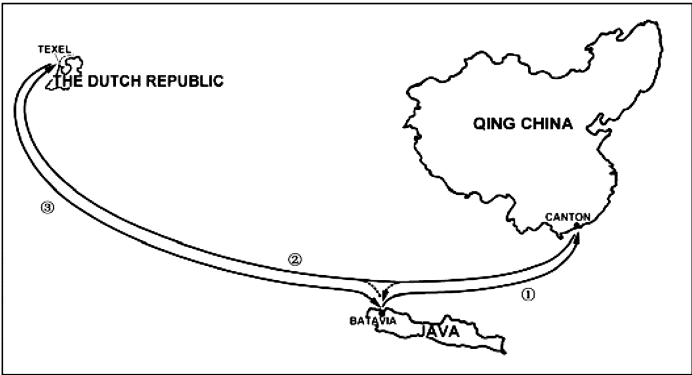 TEXEL
THE DUTCH REPUBLIC
QING CHINA
CANTON
③
②
①
BATAVIA
JAVA